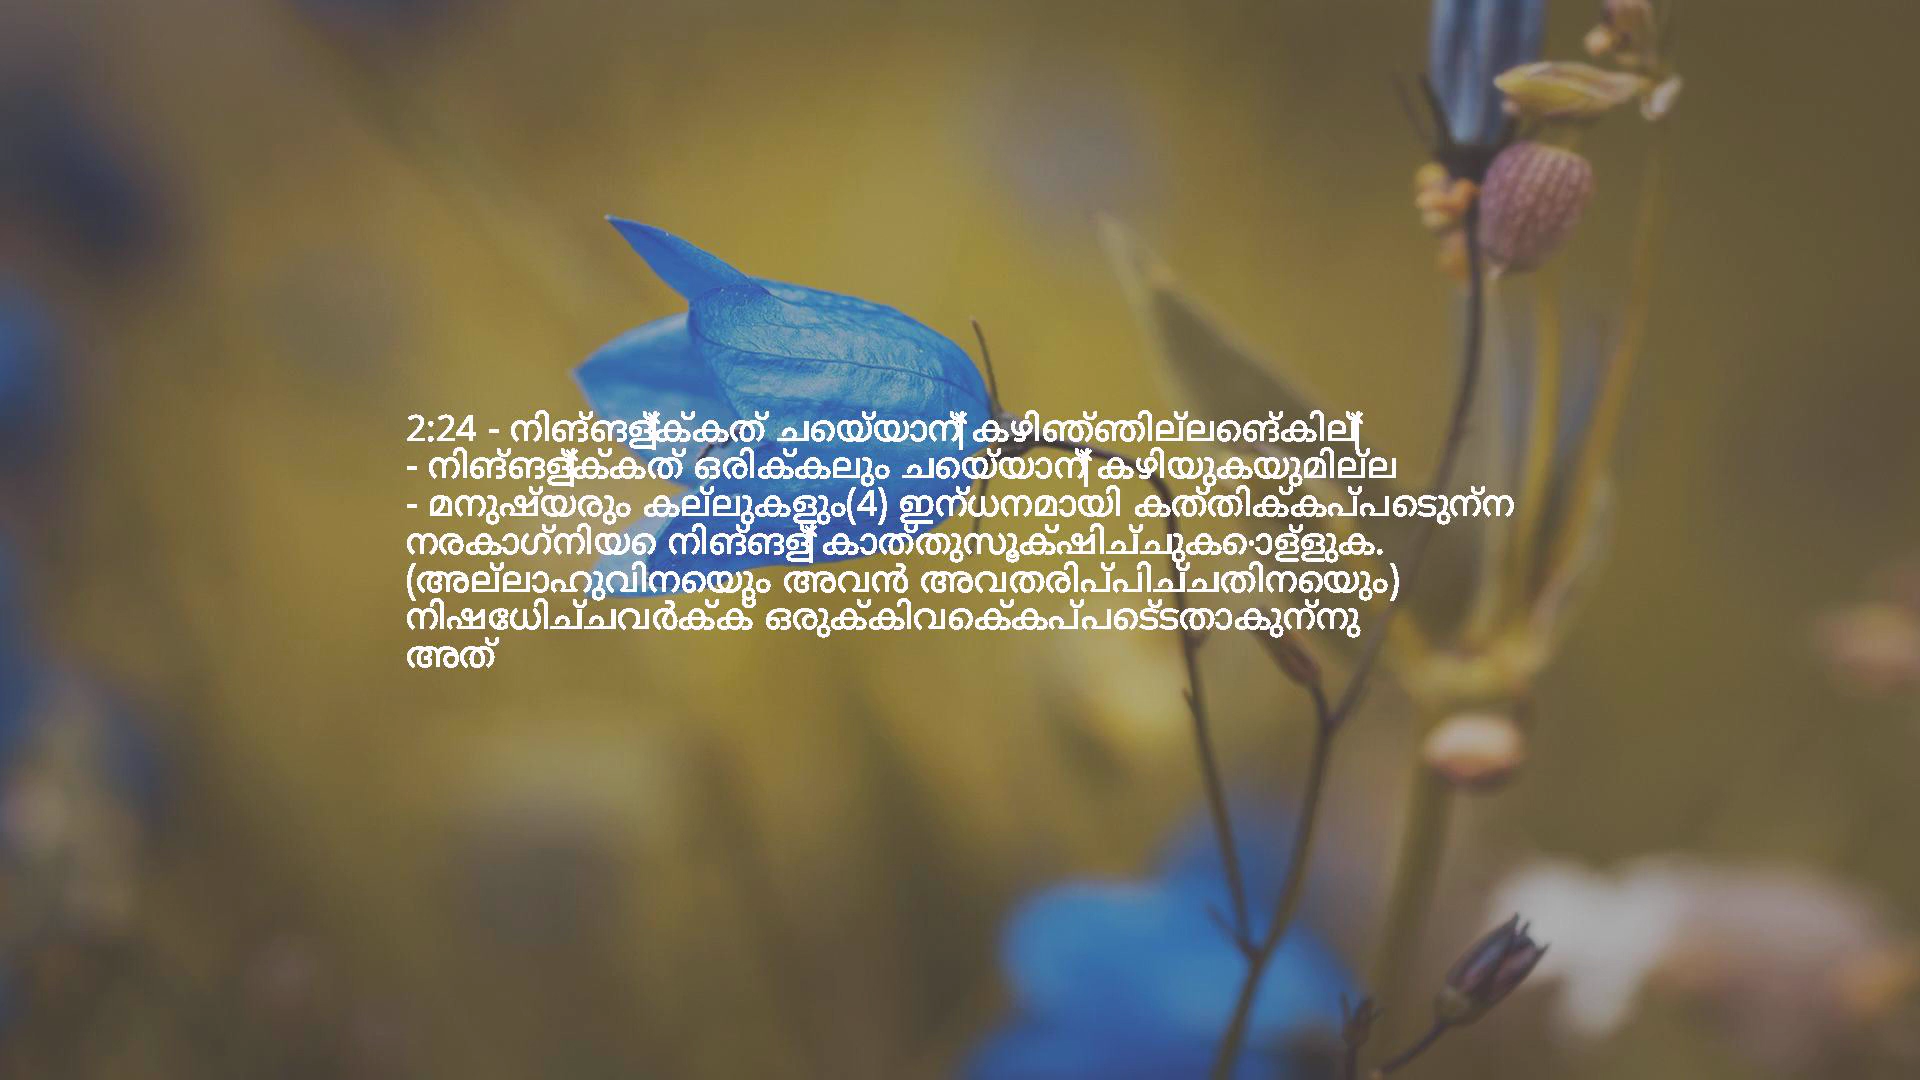 2:24 - നിങ്ങള്‍ക്കത് ചെയ്യാന്‍ കഴിഞ്ഞില്ലെങ്കില്‍
- നിങ്ങള്‍ക്കത് ഒരിക്കലും ചെയ്യാന്‍ കഴിയുകയുമില്ല
- മനുഷ്യരും കല്ലുകളും(4) ഇന്ധനമായി കത്തിക്കപ്പെടുന്ന
നരകാഗ്നിയെ നിങ്ങള്‍ കാത്തുസൂക്ഷിച്ചുകൊള്ളുക.
(അല്ലാഹുവിനെയും അവൻ അവതരിപ്പിച്ചതിനെയും)
നിഷേധിച്ചവർക്ക് ഒരുക്കിവെക്കപ്പെട്ടതാകുന്നു
അത്